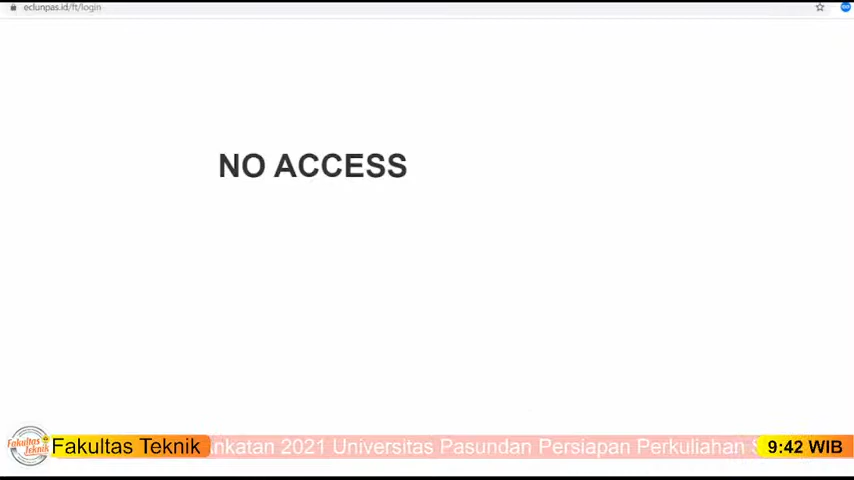 eclunpas.id/ft/login
NO ACCESS
Fakultas Teknik
Fakultas Teknik nkatan 2021 Universitas Pasundan Persiapan Perkuliahan S 9:42 WIB